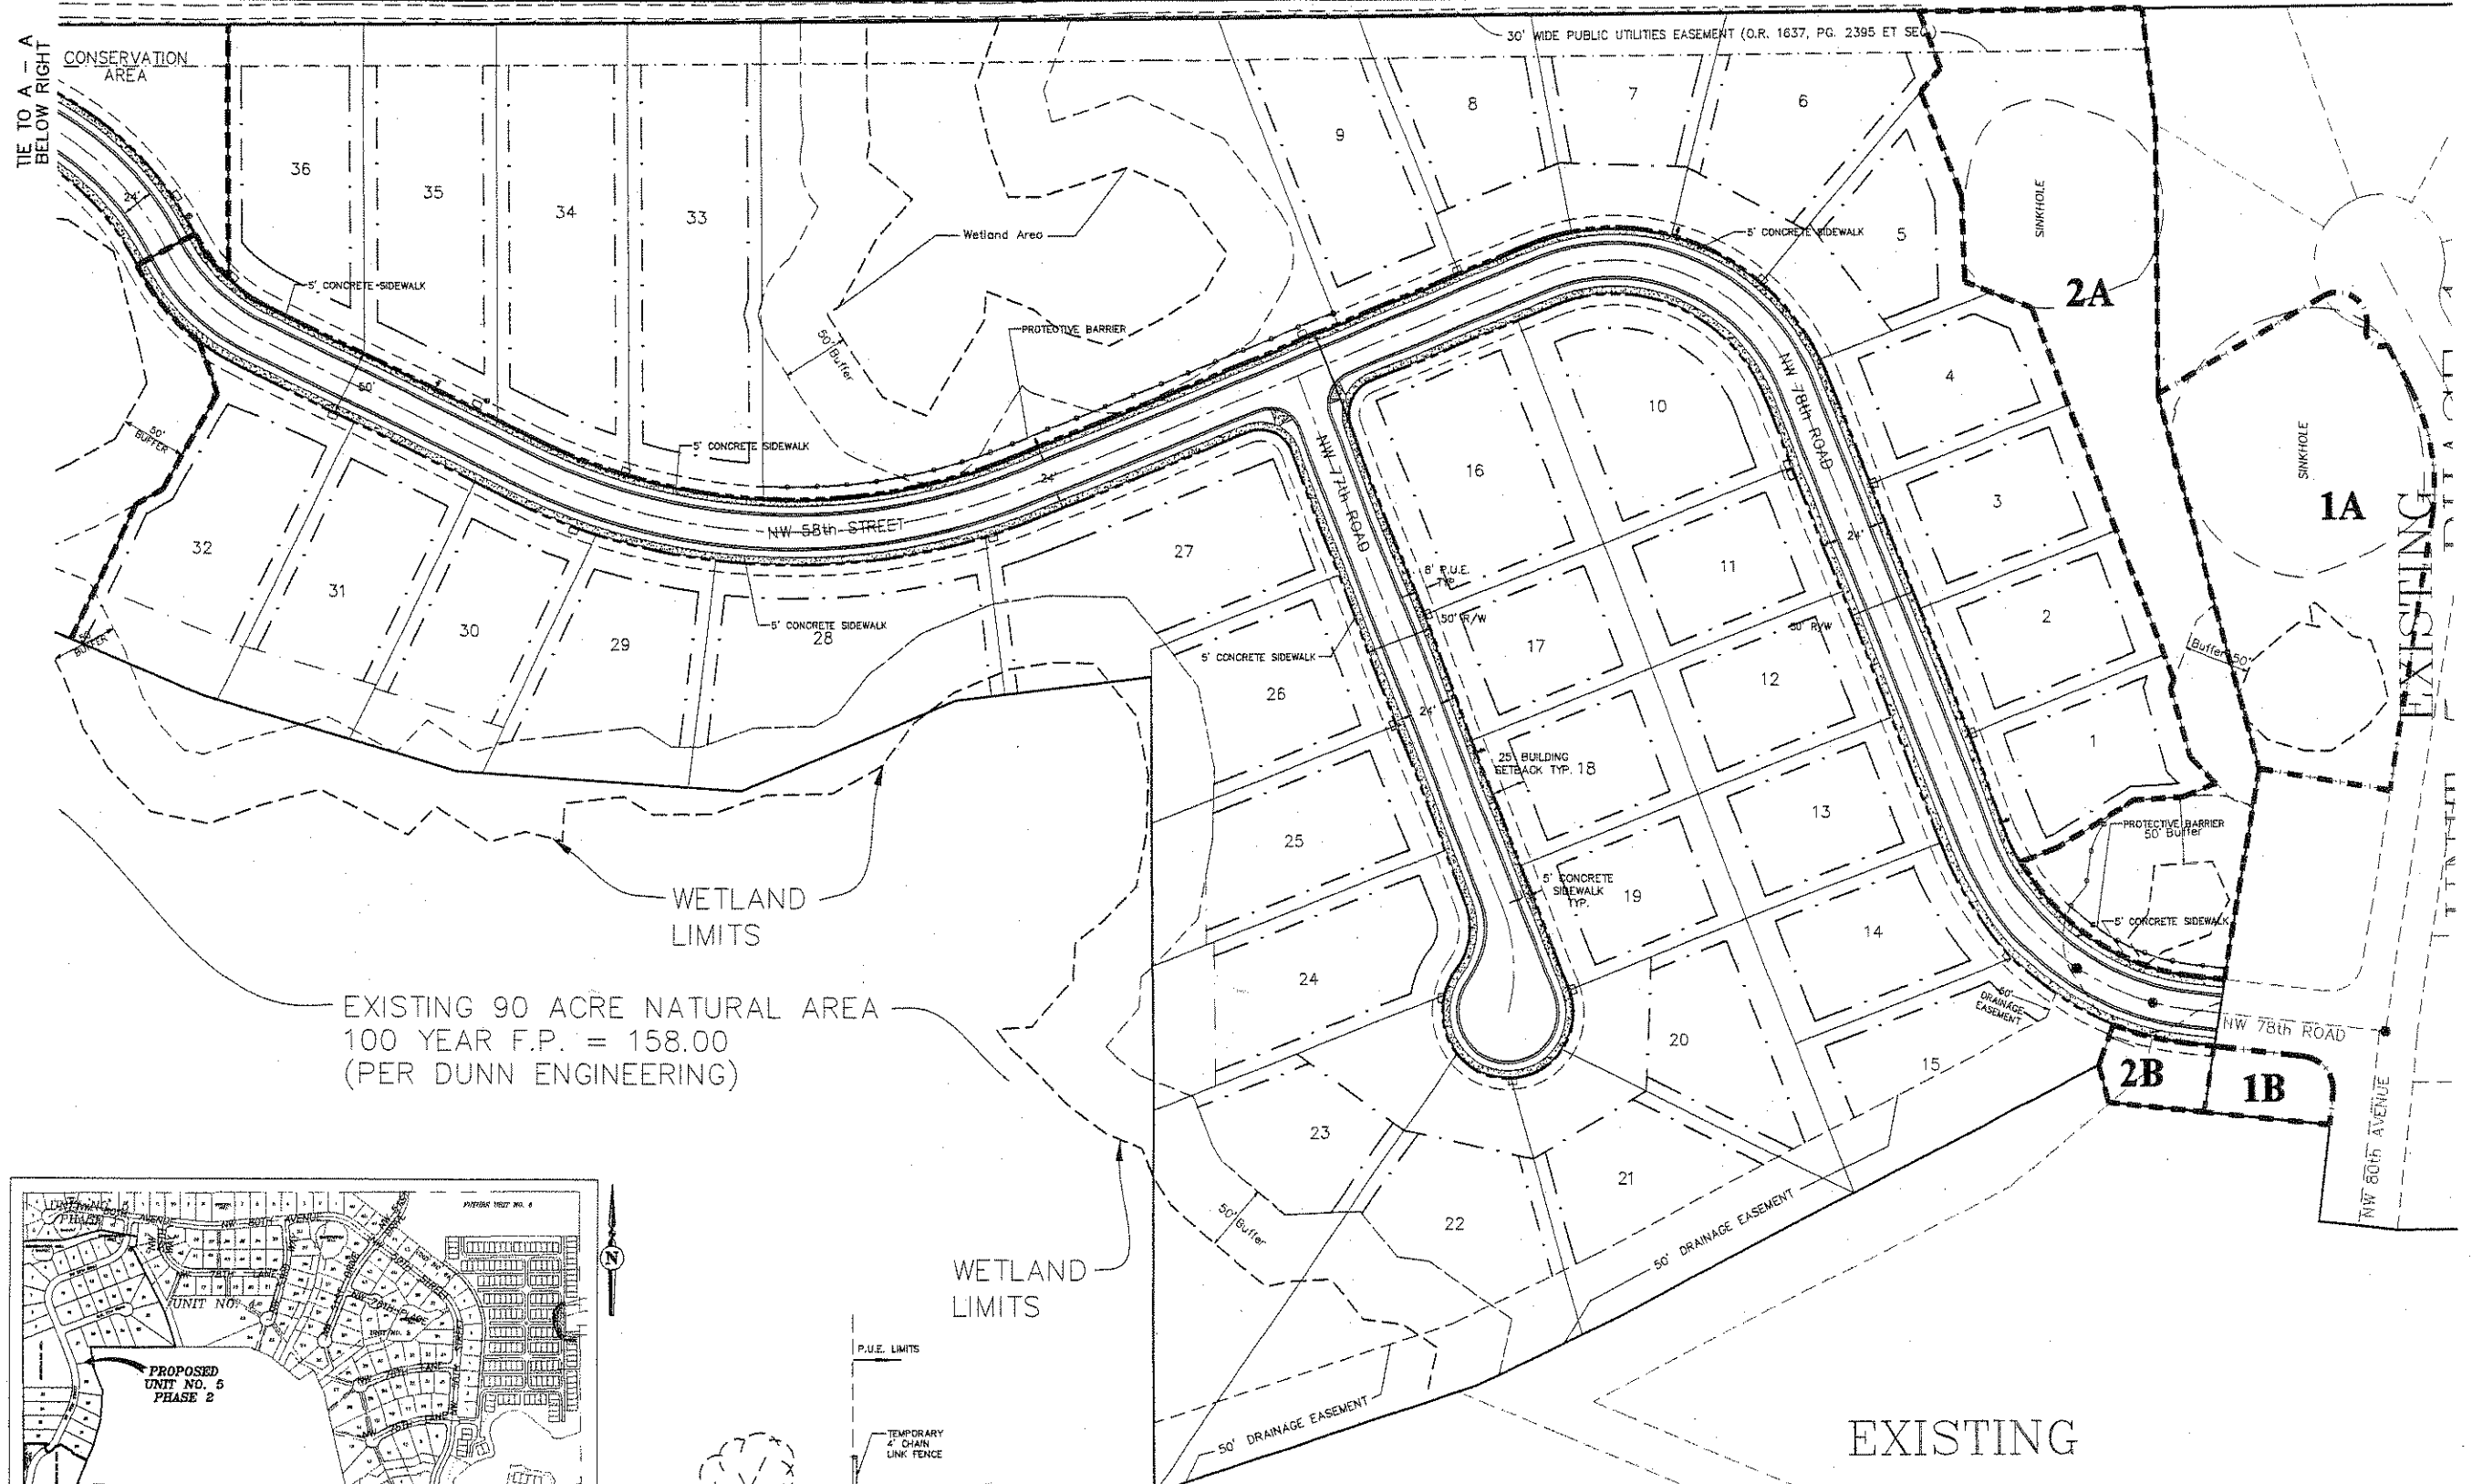 TIE TO A - A
BELOW RIGHT
CONSERVATION
AREA
30' WIDE PUBLIC UTILITIES EASEMENT (O.R. 1637, PG. 2395 ET SEQ.)
36
35
34
33
9
8
7
6
5
SINKHOLE
2A
24'
Wetland Area
5' CONCRETE SIDEWALK
5' CONCRETE SIDEWALK
PROTECTIVE BARRIER
50' Buffer
50'
10
NW 78th ROAD
4
SINKHOLE
1A
EXISTING
50'
BUFFER
5' CONCRETE SIDEWALK
24'
NW 77th ROAD
16
3
NW 58th STREET
32
27
24'
31
8' P.U.E.
TYP.
11
2
30
29
5' CONCRETE SIDEWALK
28
50' R/W
50' R/W
17
Buffer 50'
50'
BUFFER
5' CONCRETE SIDEWALK
26
12
24'
1
25' BUILDING
SETBACK TYP.
18
25
13
PROTECTIVE BARRIER
50' Buffer
WETLAND
LIMITS
5' CONCRETE
SIDEWALK
TYP.
19
14
5' CONCRETE SIDEWALK
24
50'
DRAINAGE
EASEMENT
EXISTING 90 ACRE NATURAL AREA
100 YEAR F.P. = 158.00
(PER DUNN ENGINEERING)
20
15
NW 78th ROAD
2B
1B
NW 80th AVENUE
23
21
22
50' Buffer
50' DRAINAGE EASEMENT
WETLAND
LIMITS
50' DRAINAGE EASEMENT
P.U.E. LIMITS
TEMPORARY
4' CHAIN
LINK FENCE
EXISTING
N
NW 80TH AVENUE
UNIT NO. 4
PROPOSED
UNIT NO. 5
PHASE 2